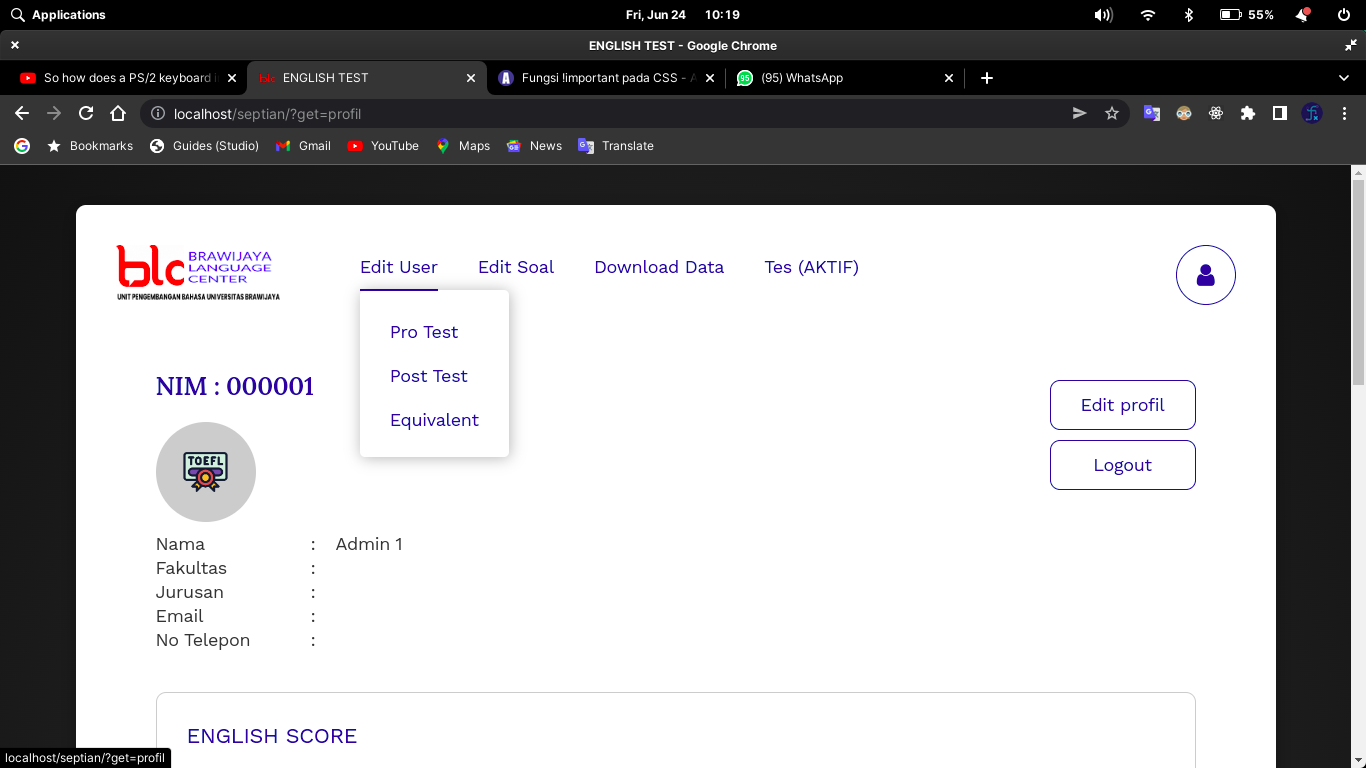 Applications
Fri, Jun 24 10:19
55%
ENGLISH TEST - Google Chrome
So how does a PS/2 keyboard
ENGLISH TEST
Fungsi !important pada CSS -
95
(95) WhatsApp
localhost/septian/?get=profil
Bookmarks
Guides (Studio)
Gmail
YouTube
Maps
News
Translate
blc BRAWIJAYA
LANGUAGE
CENTER
UNIT PENGEMBANGAN BAHASA UNIVERSITAS BRAWIJAYA
Edit User
Edit Soal
Download Data
Tes (AKTIF)
Pro Test
Post Test
Equivalent
NIM : 000001
Edit profil
Logout
TOEFL
Nama : Admin 1
Fakultas :
Jurusan :
Email :
No Telepon :
ENGLISH SCORE
localhost/septian/?get=profil